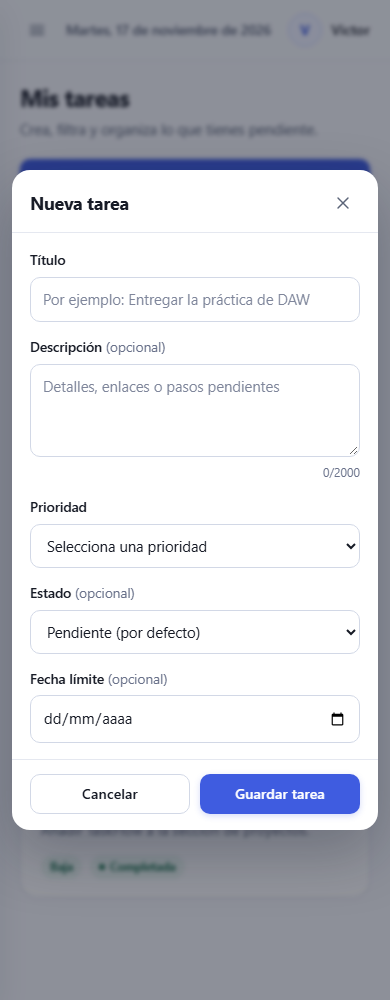 Martes, 17 de noviembre de 2026
V
Víctor
Mis tareas
Crea, filtra y organiza lo que tienes pendiente.
Nueva tarea
Título
Por ejemplo: Entregar la práctica de DAW
Descripción (opcional)
Detalles, enlaces o pasos pendientes
0/2000
Prioridad
Selecciona una prioridad
Estado (opcional)
Pendiente (por defecto)
Fecha límite (opcional)
dd/mm/aaaa
Cancelar
Guardar tarea
Baja
Completada